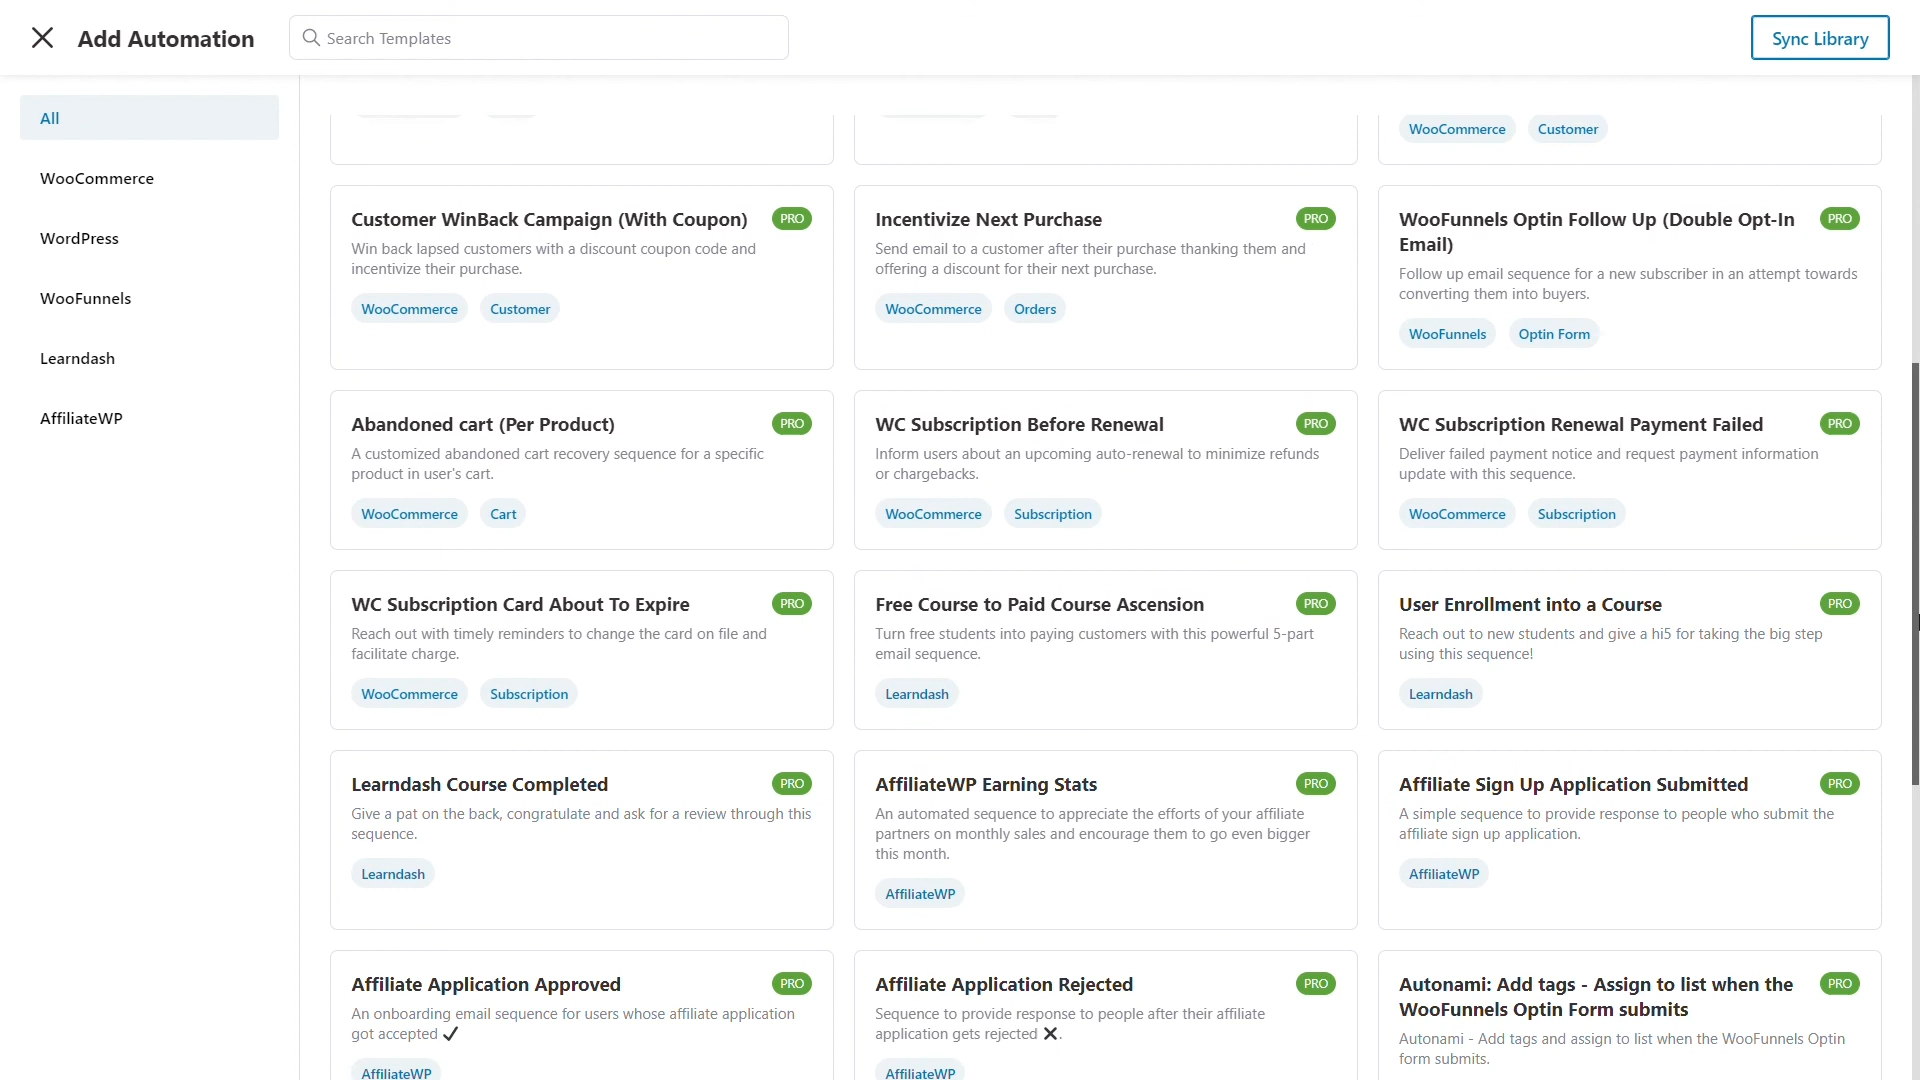 Add Automation
Search Templates
Sync Library
All
WooCommerce
WordPress
WooFunnels
Learndash
AffiliateWP
WooCommerce Customer
Customer WinBack Campaign (With Coupon) PRO
Win back lapsed customers with a discount coupon code and
incentivize their purchase.
WooCommerce Customer
Incentivize Next Purchase PRO
Send email to a customer after their purchase thanking them and
offering a discount for their next purchase.
WooCommerce Orders
WooFunnels Optin Follow Up (Double Opt-In PRO
Email)
Follow up email sequence for a new subscriber in an attempt towards
converting them into buyers.
WooFunnels Optin Form
Abandoned cart (Per Product) PRO
A customized abandoned cart recovery sequence for a specific
product in user's cart.
WooCommerce Cart
WC Subscription Before Renewal PRO
Inform users about an upcoming auto-renewal to minimize refunds
or chargebacks.
WooCommerce Subscription
WC Subscription Renewal Payment Failed PRO
Deliver failed payment notice and request payment information
update with this sequence.
WooCommerce Subscription
WC Subscription Card About To Expire PRO
Reach out with timely reminders to change the card on file and
facilitate charge.
WooCommerce Subscription
Free Course to Paid Course Ascension PRO
Turn free students into paying customers with this powerful 5-part
email sequence.
Learndash
User Enrollment into a Course PRO
Reach out to new students and give a hi5 for taking the big step
using this sequence!
Learndash
Learndash Course Completed PRO
Give a pat on the back, congratulate and ask for a review through this
sequence.
Learndash
AffiliateWP Earning Stats PRO
An automated sequence to appreciate the efforts of your affiliate
partners on monthly sales and encourage them to go even bigger
this month.
AffiliateWP
Affiliate Sign Up Application Submitted PRO
A simple sequence to provide response to people who submit the
affiliate sign up application.
AffiliateWP
Affiliate Application Approved PRO
An onboarding email sequence for users whose affiliate application
got accepted ✔
AffiliateWP
Affiliate Application Rejected PRO
Sequence to provide response to people after their affiliate
application gets rejected ❌.
AffiliateWP
Autonami: Add tags - Assign to list when the PRO
WooFunnels Optin Form submits
Autonami - Add tags and assign to list when the WooFunnels Optin
form submits.